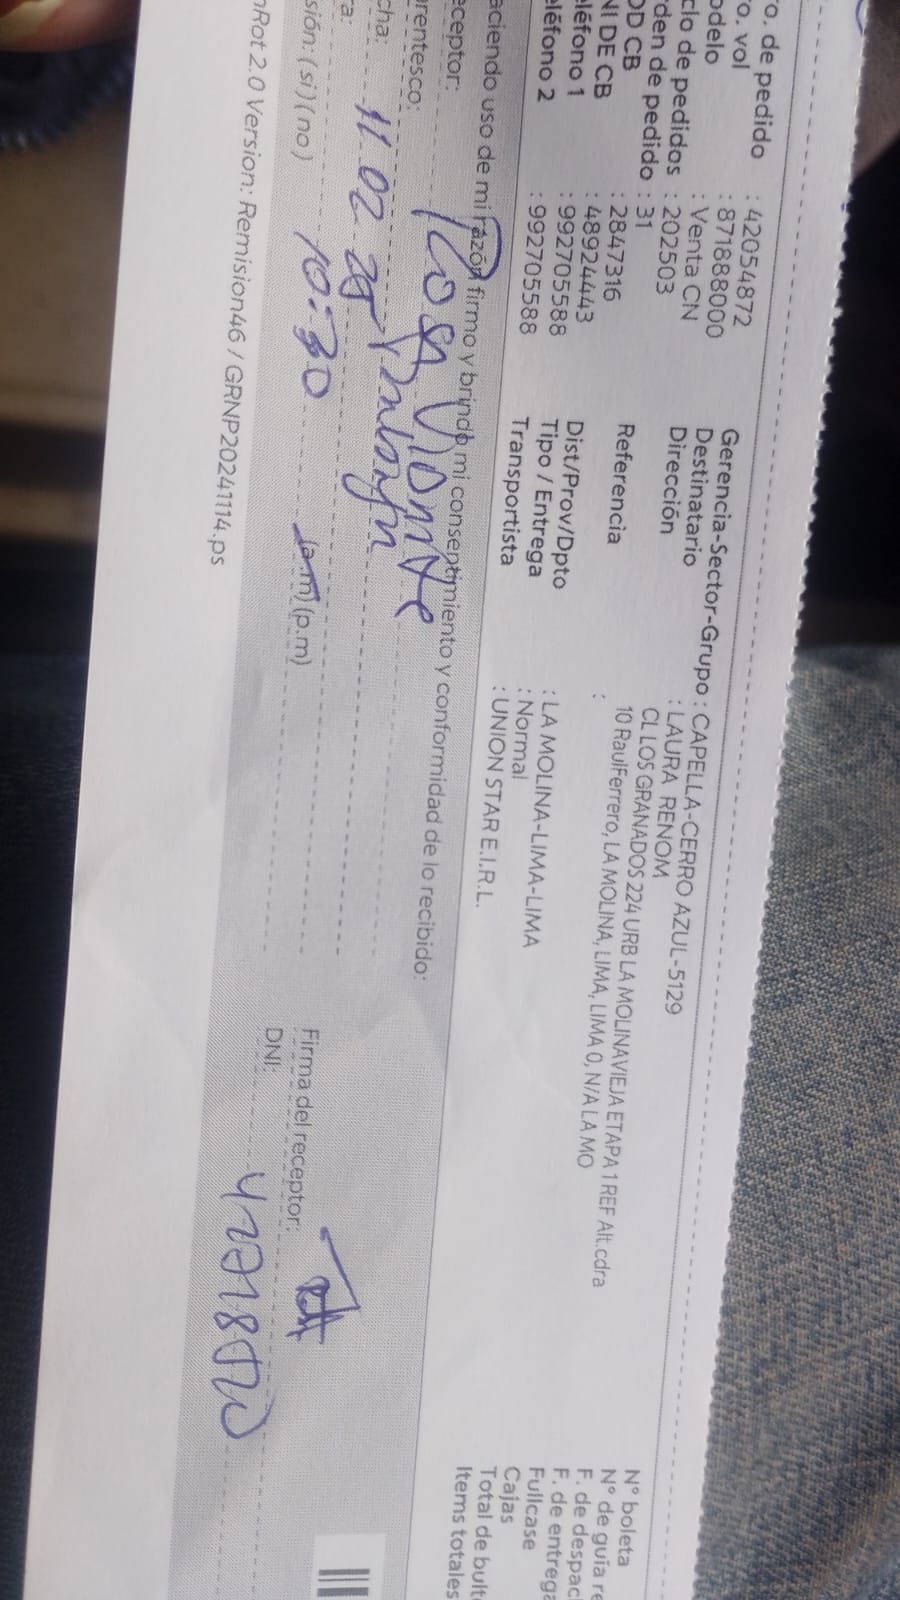 ro. de pedido : 42054872
ro. vol : 871888000
odelo : Venta CN
clo de pedidos : 202503
den de pedido : 31
OD CB : 2847316
NI DE CB : 48924443
eléfono 1 : 992705588
eléfono 2 : 992705588
Gerencia-Sector-Grupo : CAPELLA-CERRO AZUL-5129
Destinatario : LAURA RENOM
Dirección CL LOS GRANADOS 224 URB LA MOLINAVIEJA ETAPA 1 REF Alt.cdra
10 RaulFerrero, LA MOLINA, LIMA, LIMA 0, N/A LA MO
Referencia :
Dist/Prov/Dpto : LA MOLINA-LIMA-LIMA
Tipo / Entrega : Normal
Transportista : UNION STAR E.I.R.L.
N° boleta
N° de guía re
F. de despac
F. de entrega
Fullcase
Cajas
Total de bult
Items totales
aciendo uso de mi razón firmo y brindo mi consentimiento y conformidad de lo recibido:
eceptor: Rosa
arentesco:
cha: 11 02 25
ra: 10:30 (a.m) (p.m)
sión: (si) (no)
Firma del receptor:
DNI:
nRot 2.0 Version: Remision46 / GRNP20241114.ps